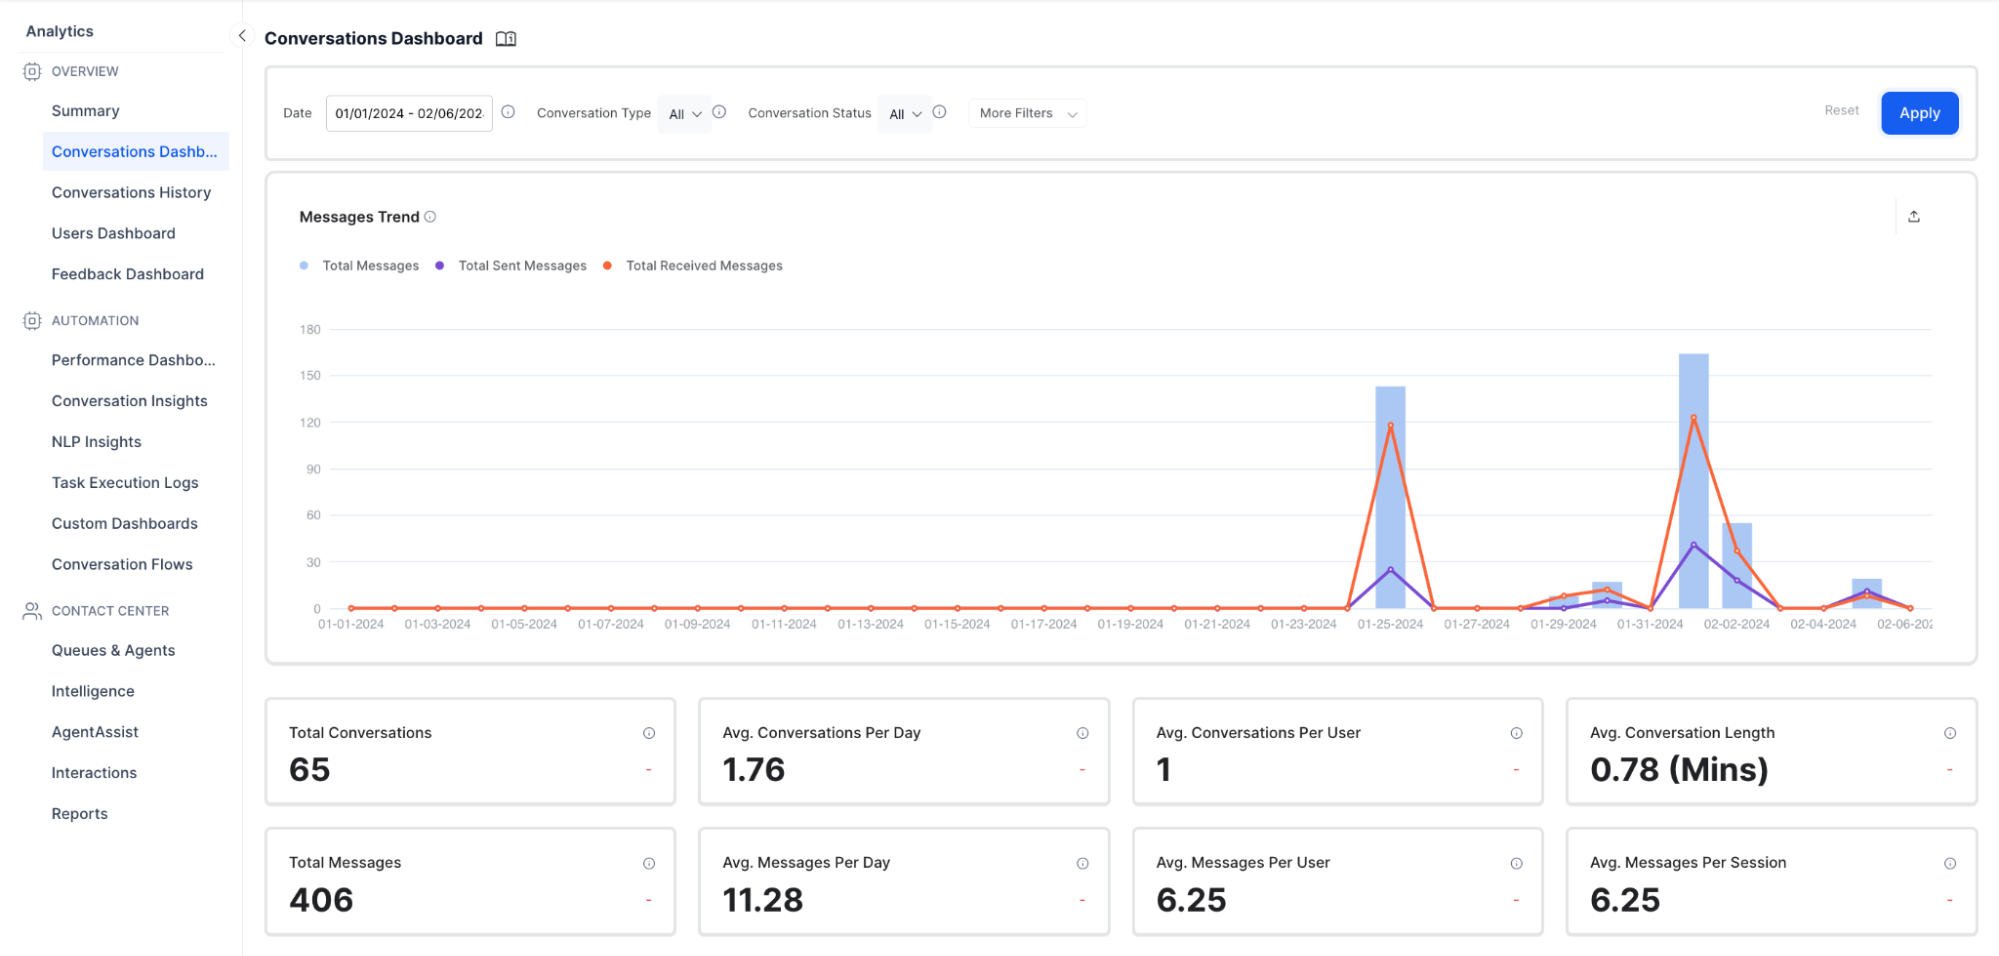 Analytics
OVERVIEW
Summary
Conversations Dashb...
Conversations History
Users Dashboard
Feedback Dashboard
AUTOMATION
Performance Dashbo...
Conversation Insights
NLP Insights
Task Execution Logs
Custom Dashboards
Conversation Flows
CONTACT CENTER
Queues & Agents
Intelligence
AgentAssist
Interactions
Reports
Conversations Dashboard
Date 01/01/2024 - 02/06/202 Conversation Type All Conversation Status All More Filters Reset Apply
Messages Trend
Total Messages Total Sent Messages Total Received Messages
180
150
120
90
60
30
0
01-01-2024 01-03-2024 01-05-2024 01-07-2024 01-09-2024 01-11-2024 01-13-2024 01-15-2024 01-17-2024 01-19-2024 01-21-2024 01-23-2024 01-25-2024 01-27-2024 01-29-2024 01-31-2024 02-02-2024 02-04-2024 02-06-202
Total Conversations
65 -
Avg. Conversations Per Day
1.76 -
Avg. Conversations Per User
1 -
Avg. Conversation Length
0.78 (Mins) -
Total Messages
406 -
Avg. Messages Per Day
11.28 -
Avg. Messages Per User
6.25 -
Avg. Messages Per Session
6.25 -